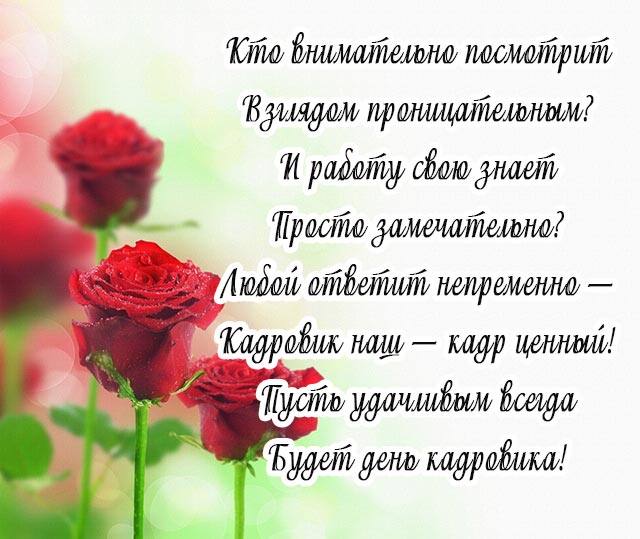 Кто внимательно посмотрит
Взглядом проницательным?
И работу свою знает
Просто замечательно?
Любой ответит непременно —
Кадровик наш — кадр ценный!
Пусть удачливым всегда
Будет день кадровика!